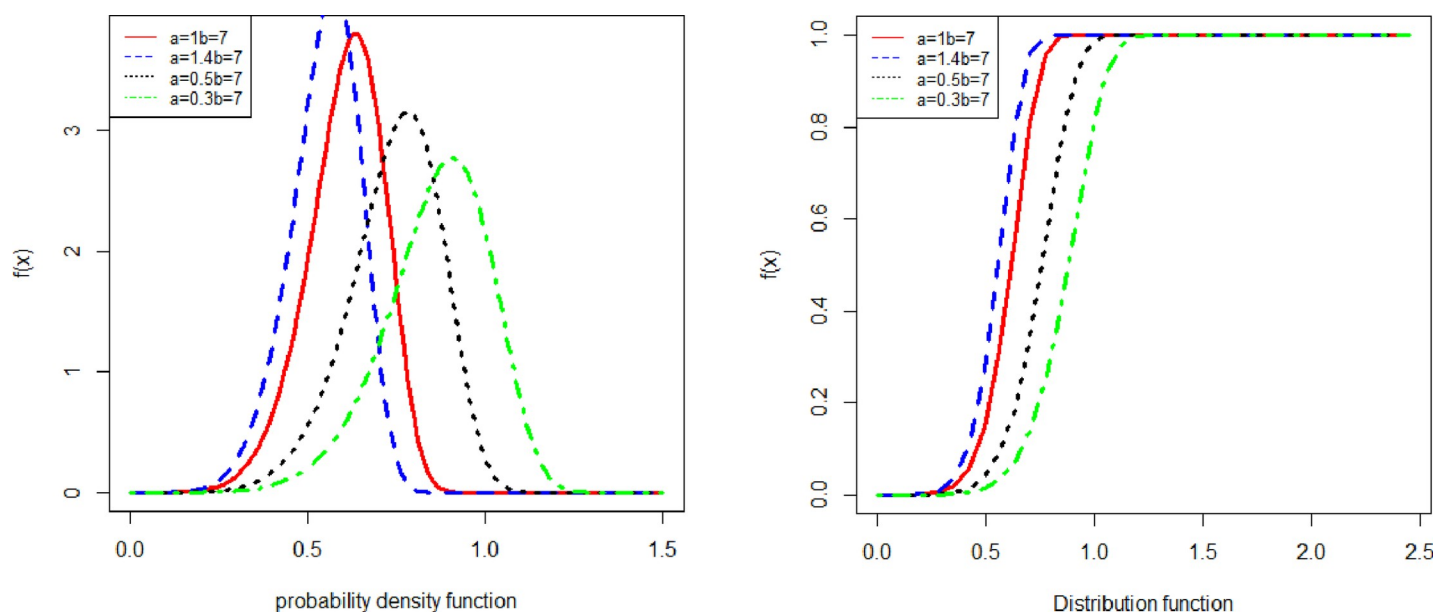 a=1b=7
a=1.4b=7
a=0.5b=7
a=0.3b=7
f(x)
0 1 2 3
0.0 0.5 1.0 1.5
probability density function
a=1b=7
a=1.4b=7
a=0.5b=7
a=0.3b=7
f(x)
0.0 0.2 0.4 0.6 0.8 1.0
0.0 0.5 1.0 1.5 2.0 2.5
Distribution function